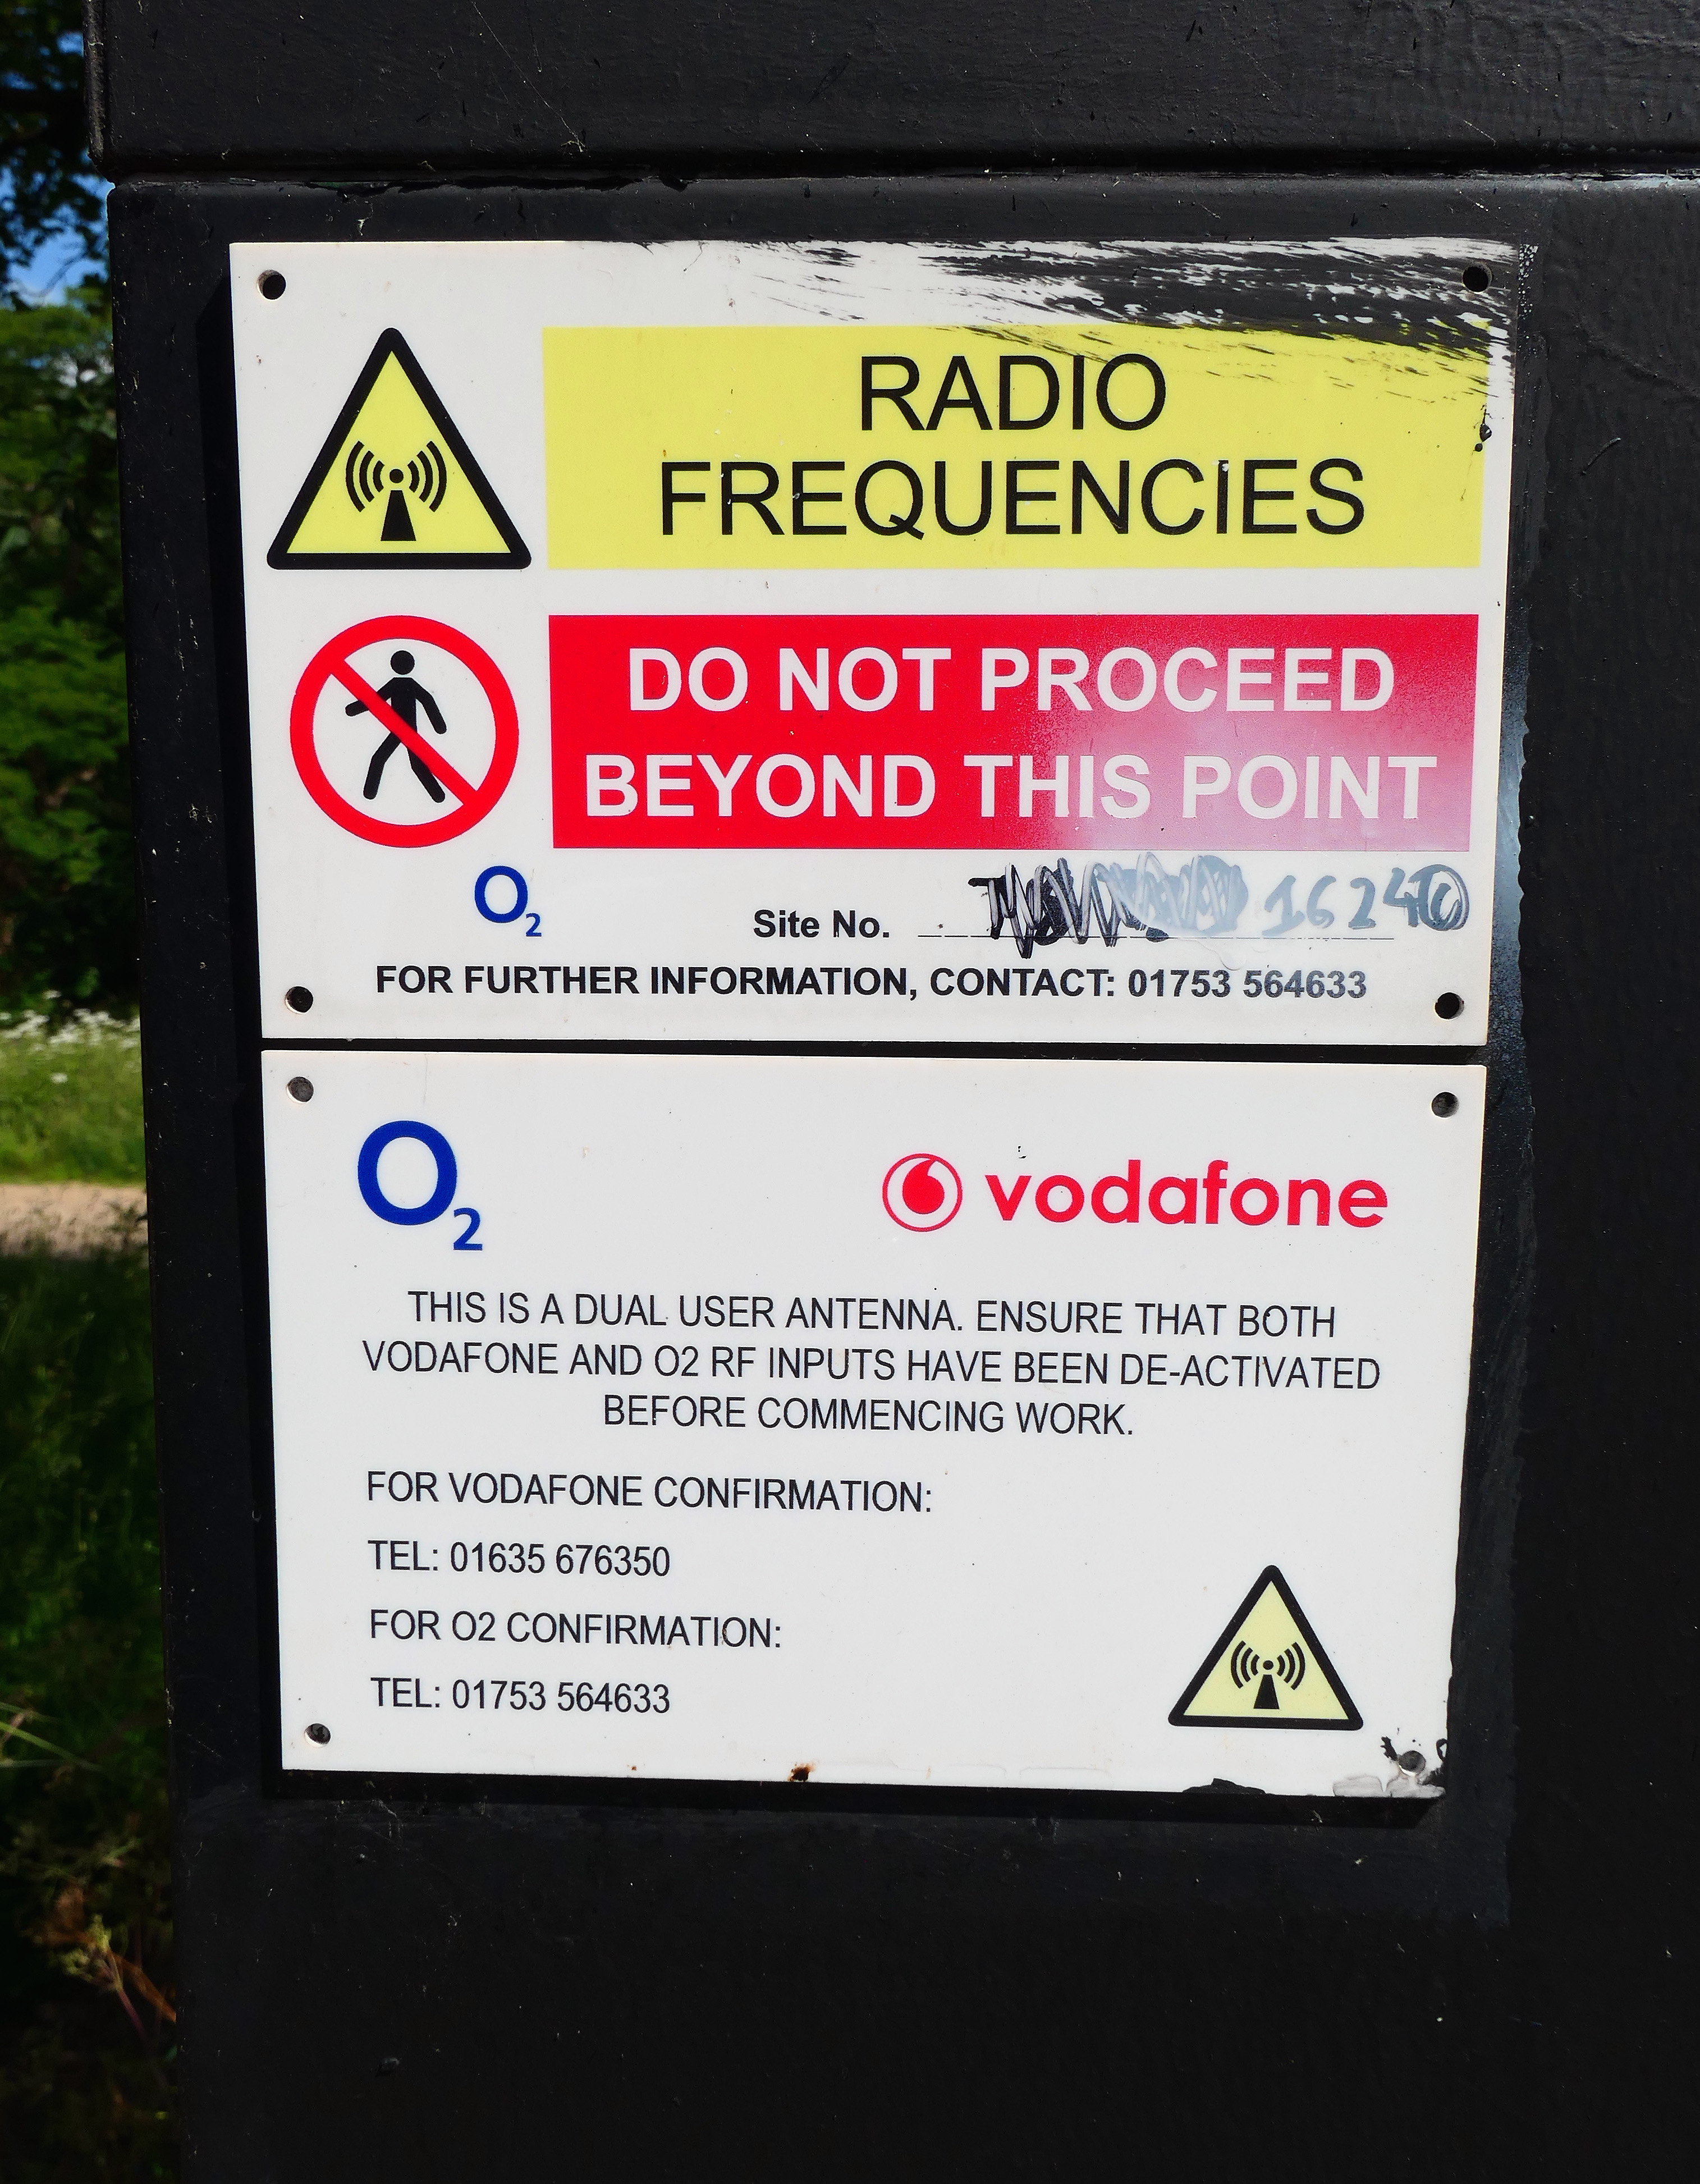 RADIO
FREQUENCIES
DO NOT PROCEED
BEYOND THIS POINT
O2
Site No.
FOR FURTHER INFORMATION, CONTACT: 01753 564633
O2 vodafone
THIS IS A DUAL USER ANTENNA. ENSURE THAT BOTH
VODAFONE AND O2 RF INPUTS HAVE BEEN DE-ACTIVATED
BEFORE COMMENCING WORK.
FOR VODAFONE CONFIRMATION:
TEL: 01635 676350
FOR O2 CONFIRMATION:
TEL: 01753 564633